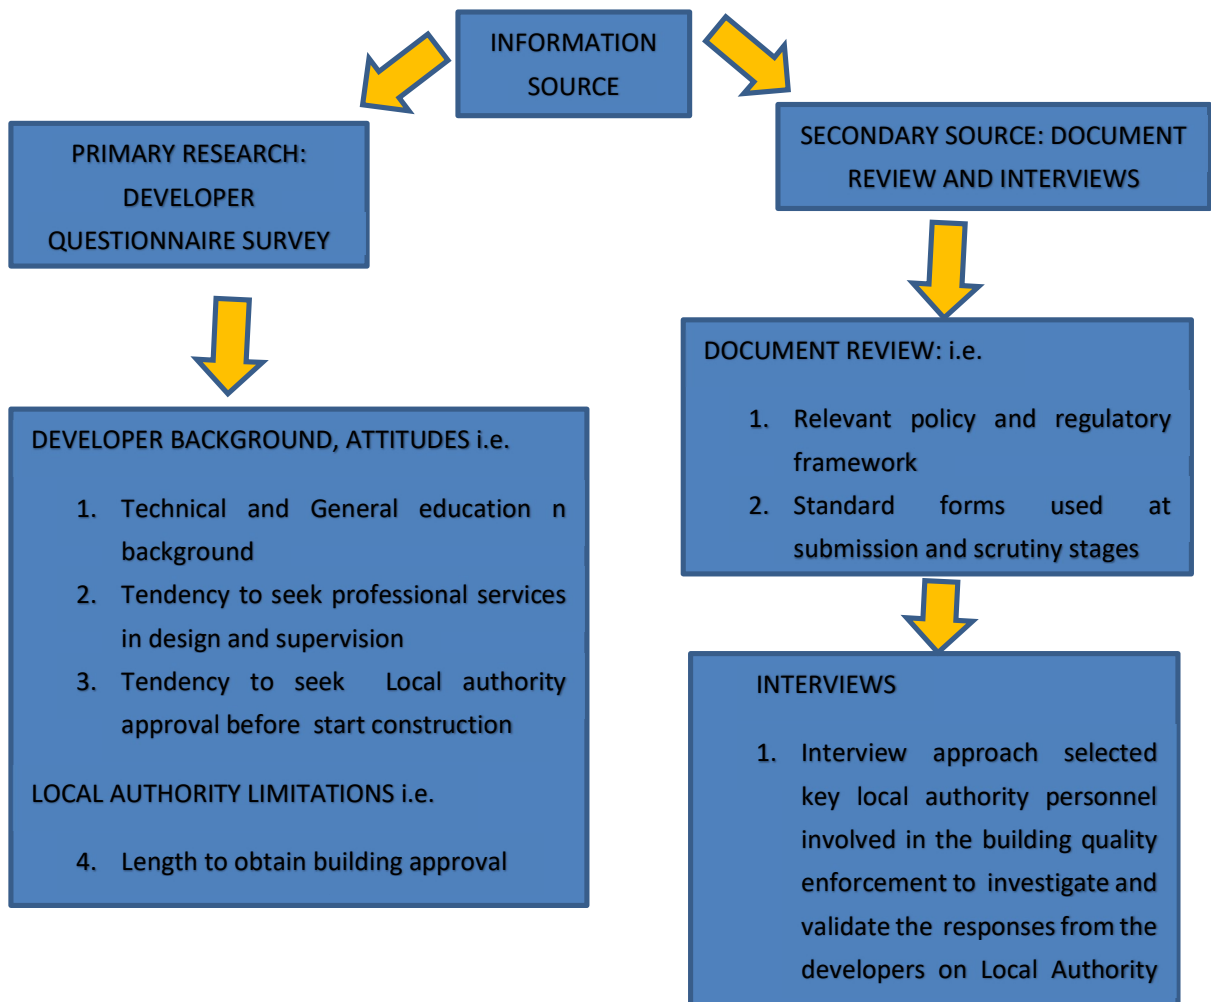 INFORMATION
SOURCE
PRIMARY RESEARCH:
DEVELOPER
QUESTIONNAIRE SURVEY
SECONDARY SOURCE: DOCUMENT
REVIEW AND INTERVIEWS
DEVELOPER BACKGROUND, ATTITUDES i.e.
1. Technical and General education n
background
2. Tendency to seek professional services
in design and supervision
3. Tendency to seek Local authority
approval before start construction
LOCAL AUTHORITY LIMITATIONS i.e.
4. Length to obtain building approval
DOCUMENT REVIEW: i.e.
1. Relevant policy and regulatory
framework
2. Standard forms used at
submission and scrutiny stages
INTERVIEWS
1. Interview approach selected
key local authority personnel
involved in the building quality
enforcement to investigate and
validate the responses from the
developers on Local Authority